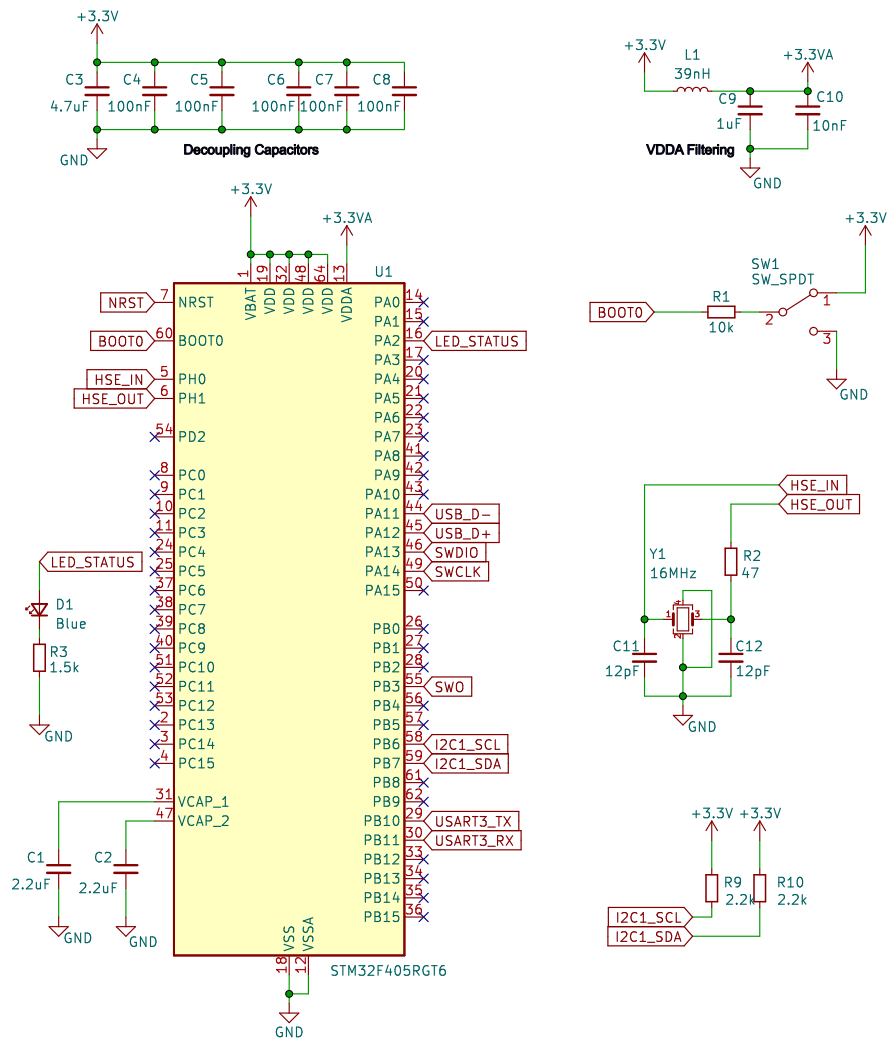 +3.3V
C3
4.7uF
C4
100nF
C5
100nF
C6
100nF
C7
100nF
C8
100nF
GND
Decoupling Capacitors
+3.3V
L1
39nH
+3.3VA
C9
1uF
C10
10nF
VDDA Filtering
GND
+3.3V
+3.3VA
U1
1
19
32
48
64
13
VBAT
VDD
VDD
VDD
VDD
VDDA
NRST
7
NRST
BOOT0
60
BOOT0
HSE_IN
5
PH0
HSE_OUT
6
PH1
54
PD2
8
PC0
9
PC1
10
PC2
11
PC3
24
PC4
25
PC5
37
PC6
38
PC7
39
PC8
40
PC9
51
PC10
52
PC11
53
PC12
2
PC13
3
PC14
4
PC15
31
VCAP_1
47
VCAP_2
PA0
14
PA1
15
PA2
16
LED_STATUS
PA3
17
PA4
20
PA5
21
PA6
22
PA7
23
PA8
41
PA9
42
PA10
43
PA11
44
USB_D-
PA12
45
USB_D+
PA13
46
SWDIO
PA14
49
SWCLK
PA15
50
PB0
26
PB1
27
PB2
28
PB3
55
SWO
PB4
56
PB5
57
PB6
58
I2C1_SCL
PB7
59
I2C1_SDA
PB8
61
PB9
62
PB10
29
USART3_TX
PB11
30
USART3_RX
PB12
33
PB13
34
PB14
35
PB15
36
VSS
VSSA
18
12
STM32F405RGT6
GND
LED_STATUS
D1
Blue
R3
1.5k
GND
C1
2.2uF
GND
C2
2.2uF
GND
+3.3V
SW1
SW_SPDT
BOOT0
R1
10k
2
1
3
GND
HSE_IN
HSE_OUT
R2
47
Y1
16MHz
1
4
3
2
C11
12pF
C12
12pF
GND
+3.3V
+3.3V
R9
2.2k
R10
2.2k
I2C1_SCL
I2C1_SDA